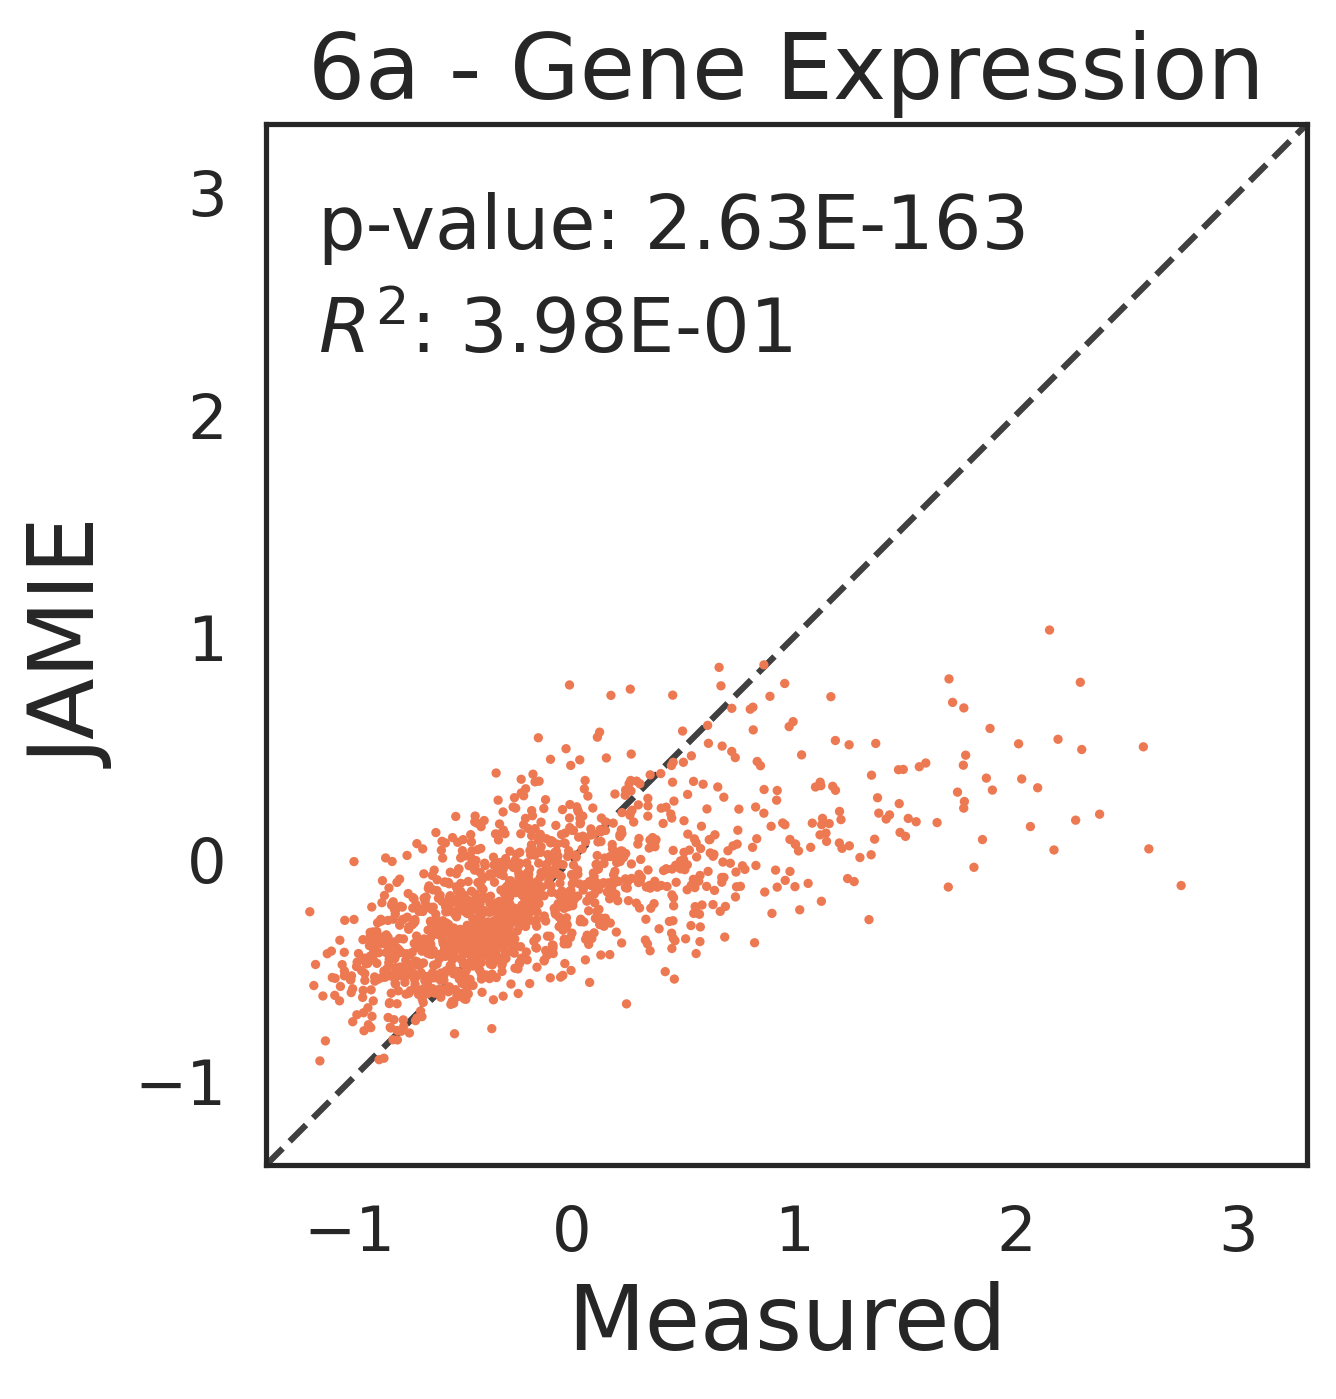 6a - Gene Expression
p-value: 2.63E-163
R²: 3.98E-01
JAMIE
3
2
1
0
−1
−1 0 1 2 3
Measured